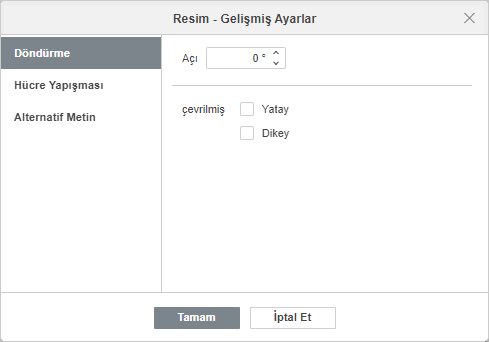 Resim - Gelişmiş Ayarlar
Döndürme
Hücre Yapışması
Alternatif Metin
Açı 0 °
çevrilmiş Yatay
Dikey
Tamam İptal Et